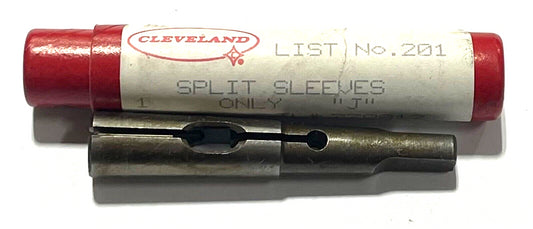 CLEVELAND
LIST No.201
SPLIT SLEEVES
1 ONLY "J"